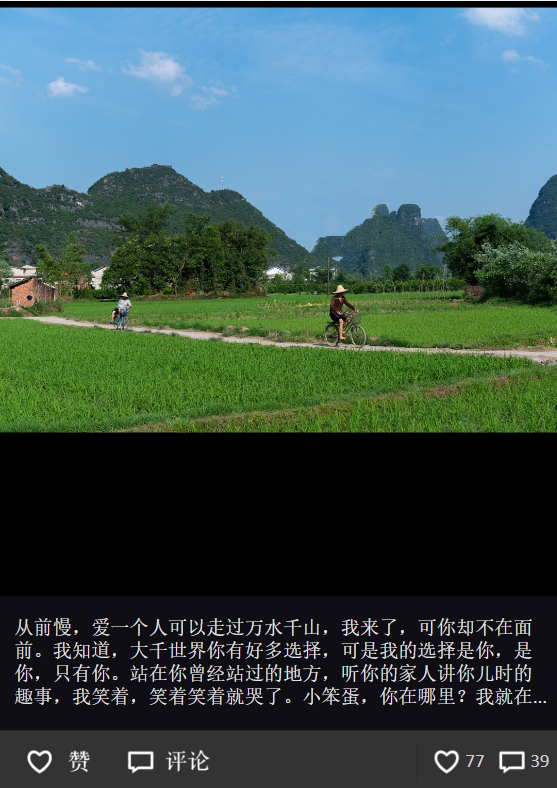 从前慢，爱一个人可以走过万水千山，我来了，可你却不在面
前。我知道，大千世界你有好多选择，可是我的选择是你，是
你，只有你。站在你曾经站过的地方，听你的家人讲你儿时的
趣事，我笑着，笑着笑着就哭了。小笨蛋，你在哪里？我就在...
赞 评论 77 39